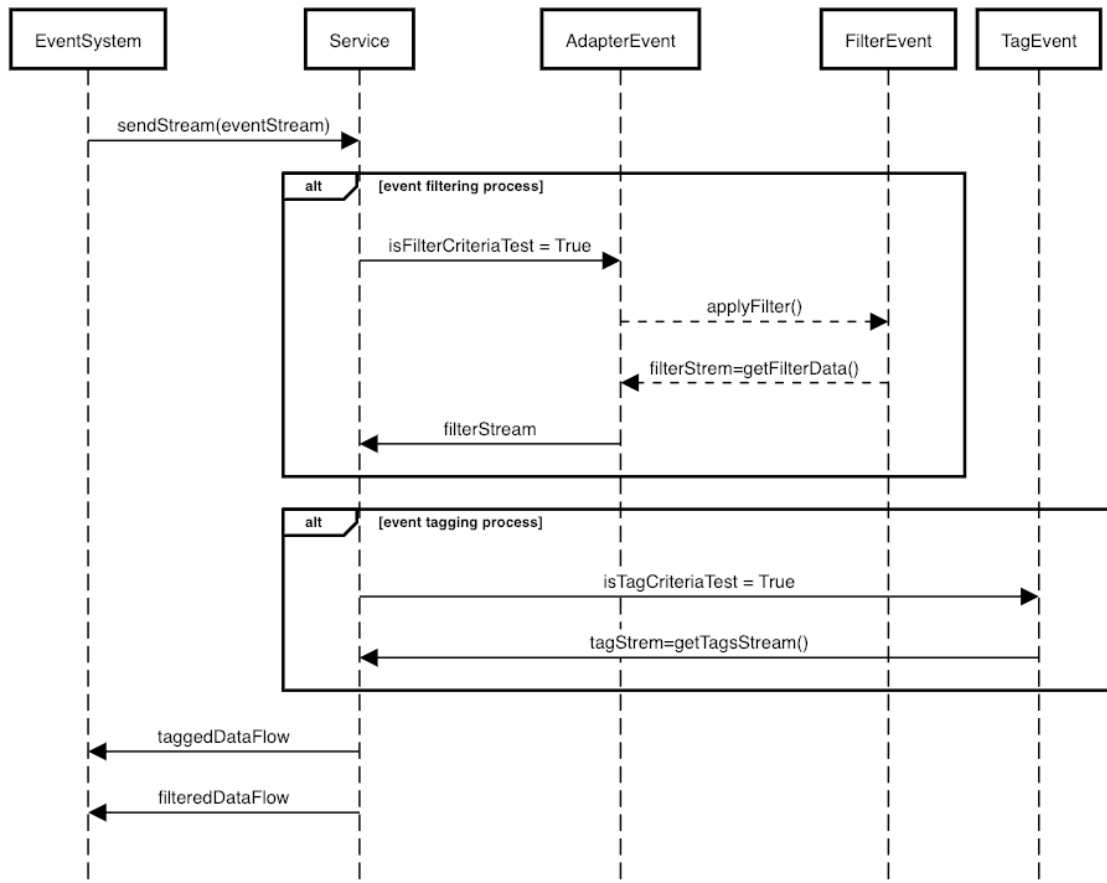 EventSystem
Service
AdapterEvent
FilterEvent
TagEvent
sendStream(eventStream)
alt
[event filtering process]
isFilterCriteriaTest = True
applyFilter()
filterStrem=getFilterData()
filterStream
alt
[event tagging process]
isTagCriteriaTest = True
tagStrem=getTagsStream()
taggedDataFlow
filteredDataFlow